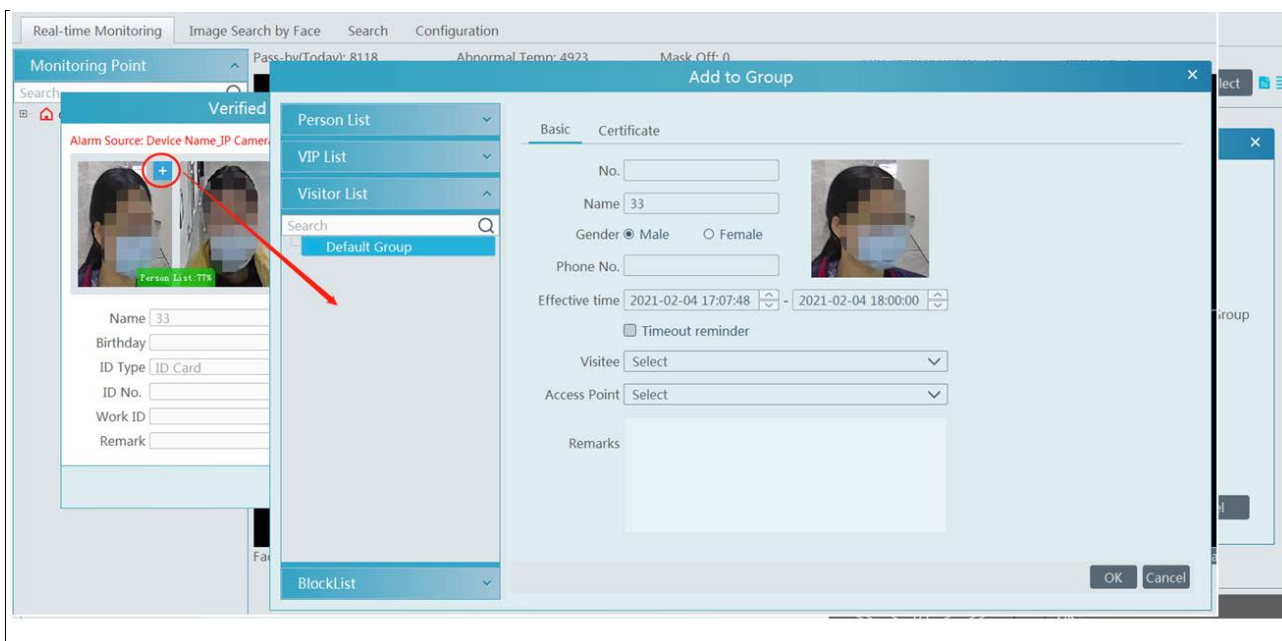 Real-time Monitoring Image Search by Face Search Configuration
Monitoring Point
Pass-by(Today): 8118 Abnormal Temp: 4923 Mask Off: 0
Search
lect
Verified
Alarm Source: Device Name_IP Camera
+
Person List:77%
Name 33
Birthday
ID Type ID Card
ID No.
Work ID
Remark
Add to Group
Person List
VIP List
Visitor List
Search
Default Group
BlockList
Basic Certificate
No.
Name 33
Gender Male Female
Phone No.
Effective time 2021-02-04 17:07:48 - 2021-02-04 18:00:00
Timeout reminder
Visitee Select
Access Point Select
Remarks
OK Cancel
Group
el
Fac